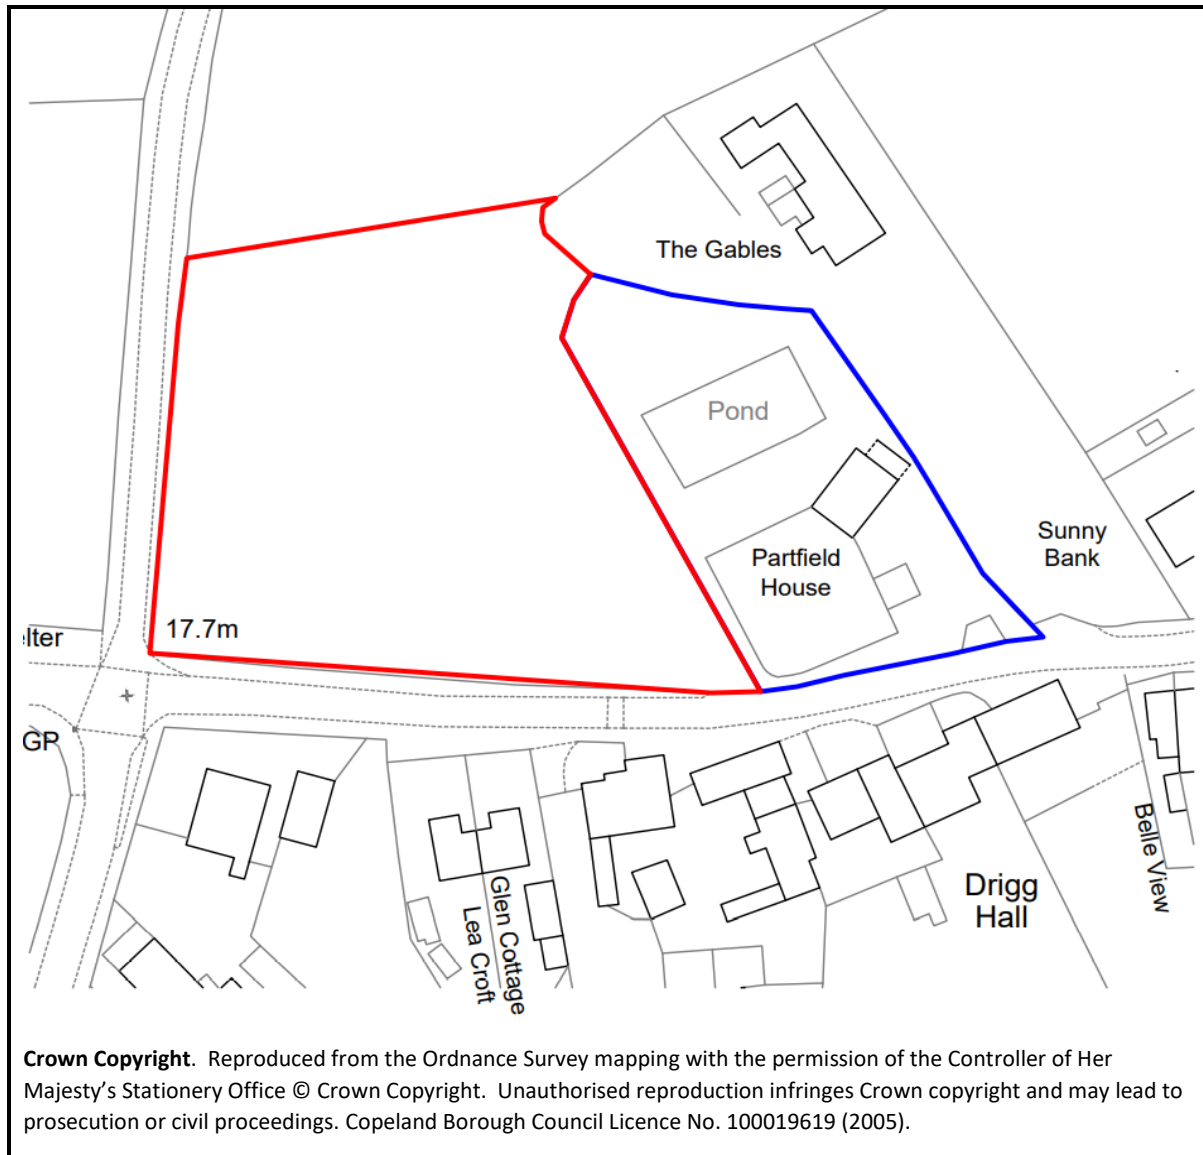 The Gables
Pond
Sunny
Bank
Partfield
House
17.7m
elter
GP
Belle View
Drigg
Hall
Glen Cottage
Lea Croft
Crown Copyright. Reproduced from the Ordnance Survey mapping with the permission of the Controller of Her
Majesty's Stationery Office © Crown Copyright. Unauthorised reproduction infringes Crown copyright and may lead to
prosecution or civil proceedings. Copeland Borough Council Licence No. 100019619 (2005).